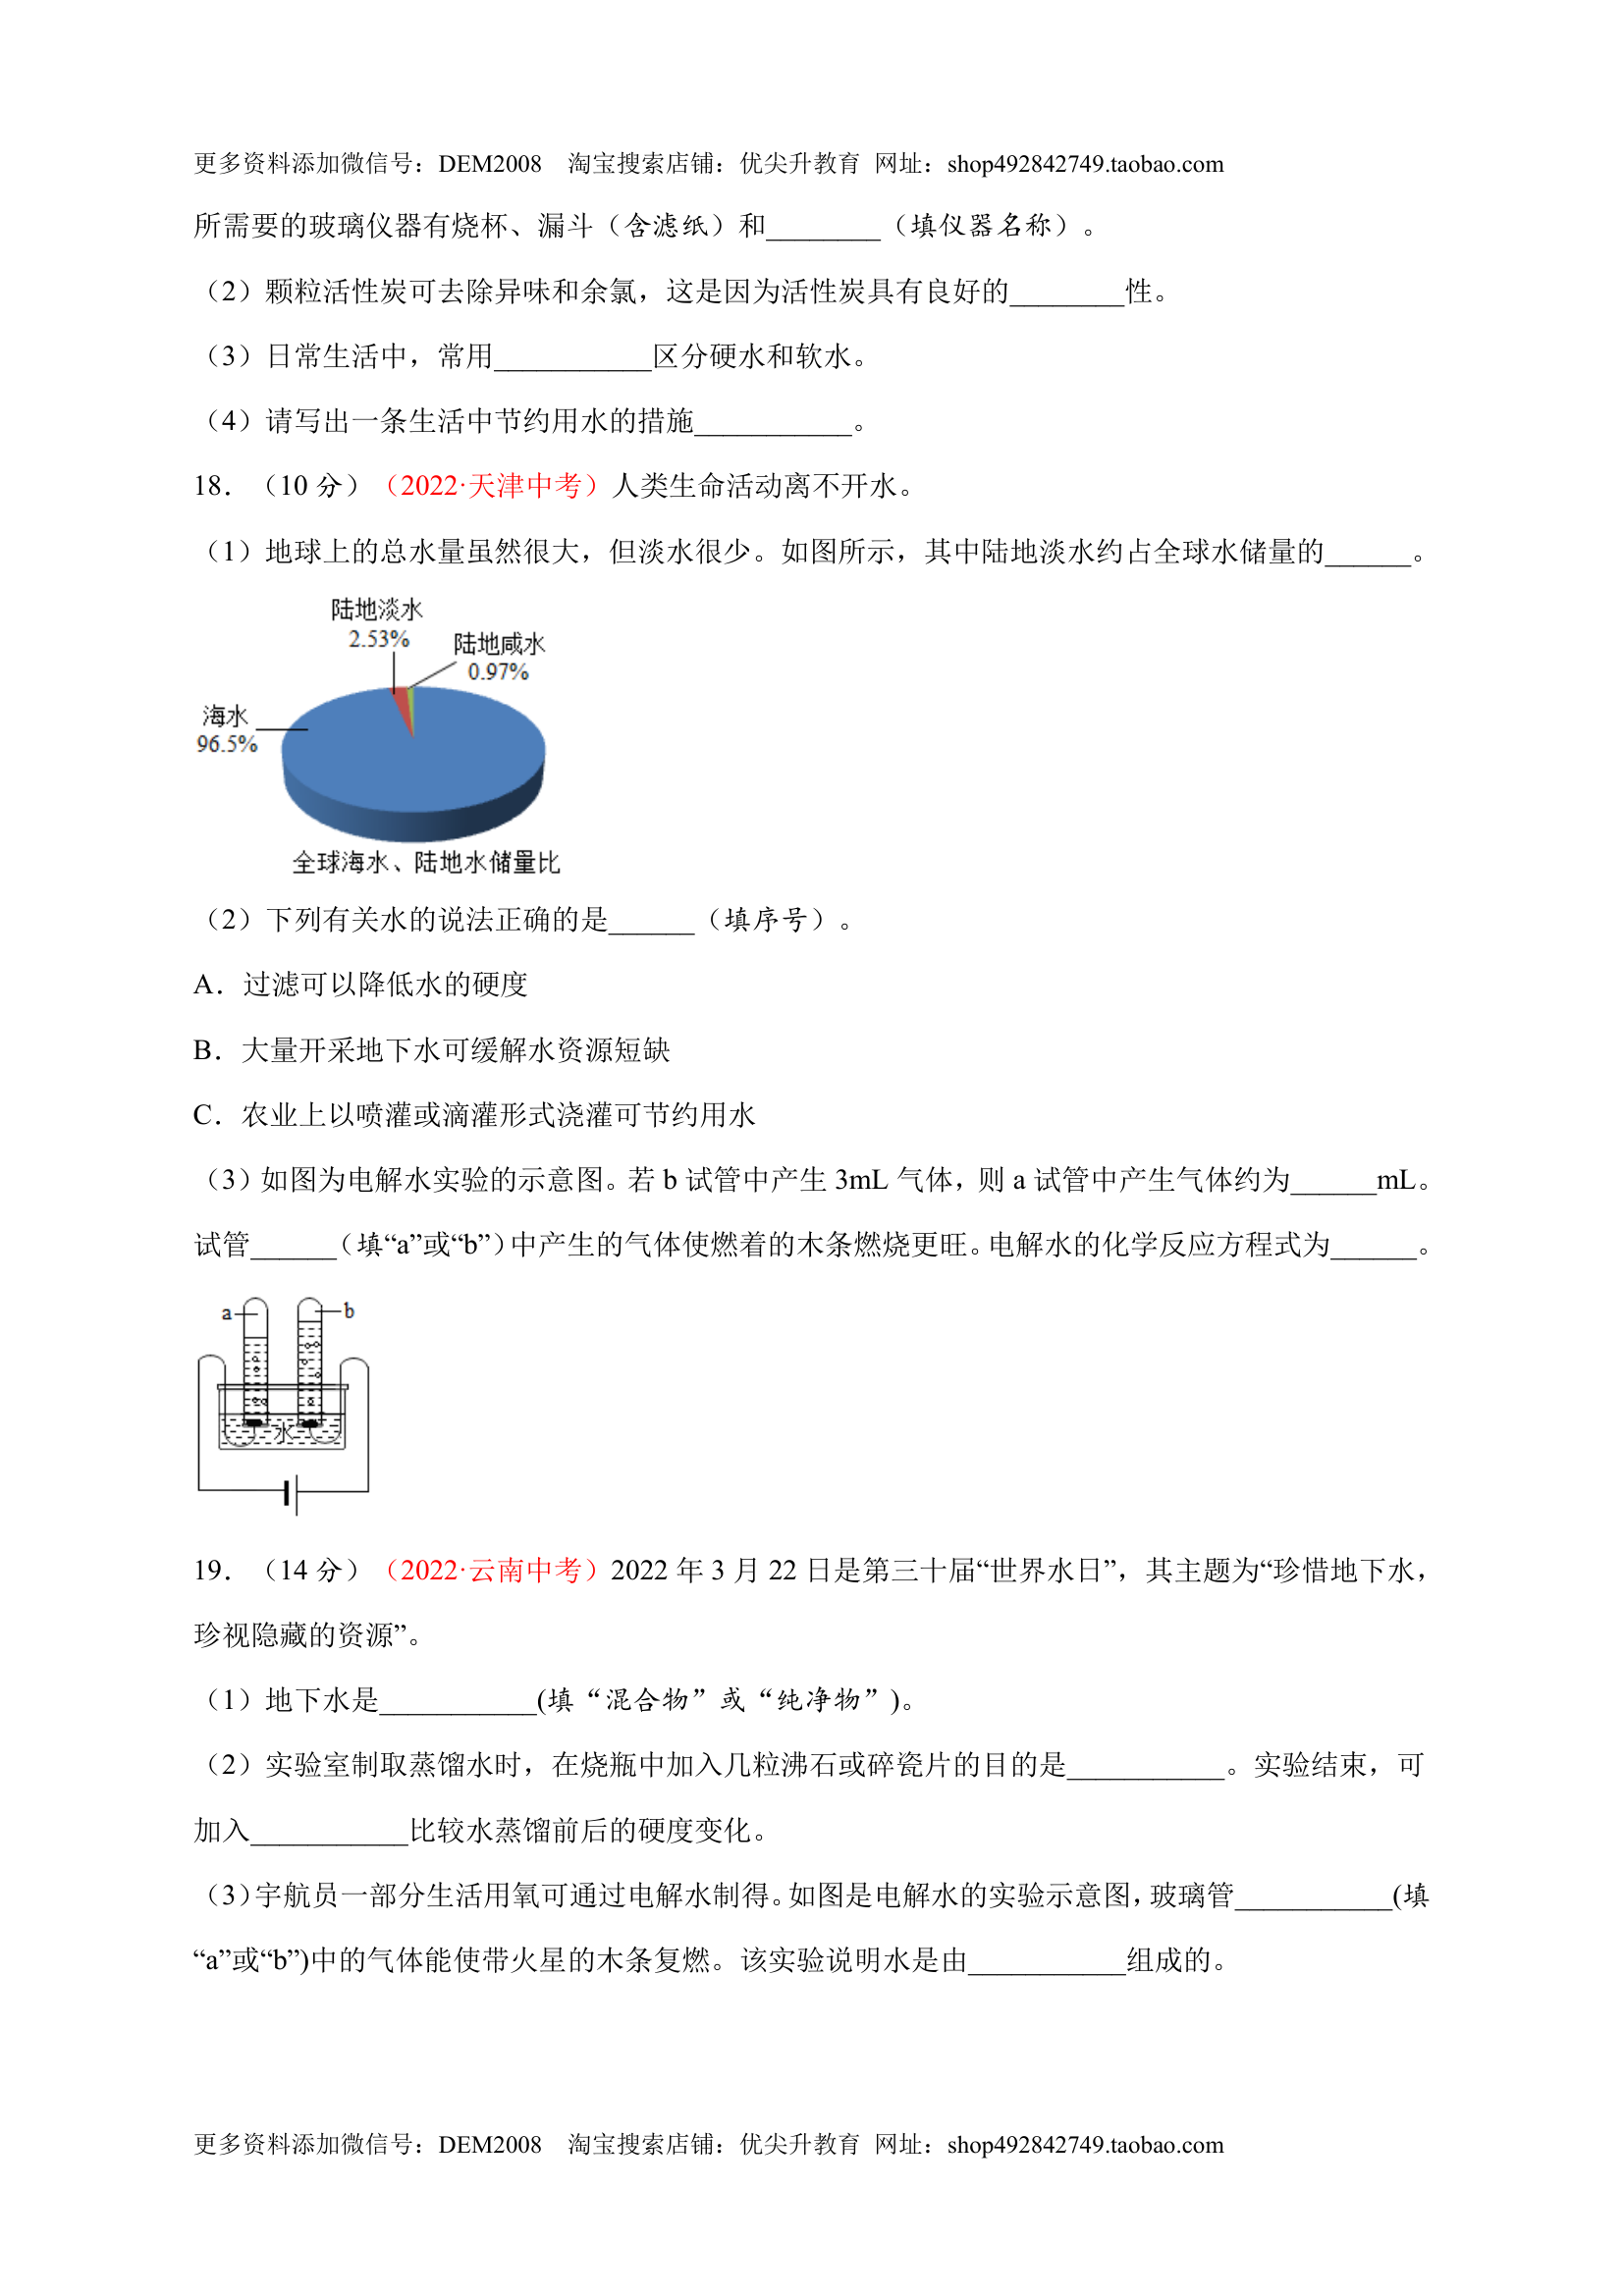 更多资料添加微信号：DEM2008    淘宝搜索店铺：优尖升教育  网址：shop492842749.taobao.com
所需要的玻璃仪器有烧杯、漏斗（含滤纸）和________（填仪器名称）。
（2）颗粒活性炭可去除异味和余氯，这是因为活性炭具有良好的________性。
（3）日常生活中，常用___________区分硬水和软水。
（4）请写出一条生活中节约用水的措施___________。
18．（10 分）（2022·天津中考）人类生命活动离不开水。
（1）地球上的总水量虽然很大，但淡水很少。如图所示，其中陆地淡水约占全球水储量的______。
陆地淡水
2.53%
陆地咸水
0.97%
海水
96.5%
全球海水、陆地水储量比
（2）下列有关水的说法正确的是______（填序号）。
A．过滤可以降低水的硬度
B．大量开采地下水可缓解水资源短缺
C．农业上以喷灌或滴灌形式浇灌可节约用水
（3）如图为电解水实验的示意图。若 b 试管中产生 3mL 气体，则 a 试管中产生气体约为______mL。
试管______（填“a”或“b”）中产生的气体使燃着的木条燃烧更旺。电解水的化学反应方程式为______。
a
b
水
19．（14 分）（2022·云南中考）2022 年 3 月 22 日是第三十届“世界水日”，其主题为“珍惜地下水，
珍视隐藏的资源”。
（1）地下水是___________(填“混合物”或“纯净物”)。
（2）实验室制取蒸馏水时，在烧瓶中加入几粒沸石或碎瓷片的目的是___________。实验结束，可
加入___________比较水蒸馏前后的硬度变化。
（3）宇航员一部分生活用氧可通过电解水制得。如图是电解水的实验示意图，玻璃管___________(填
“a”或“b”)中的气体能使带火星的木条复燃。该实验说明水是由___________组成的。
更多资料添加微信号：DEM2008    淘宝搜索店铺：优尖升教育  网址：shop492842749.taobao.com